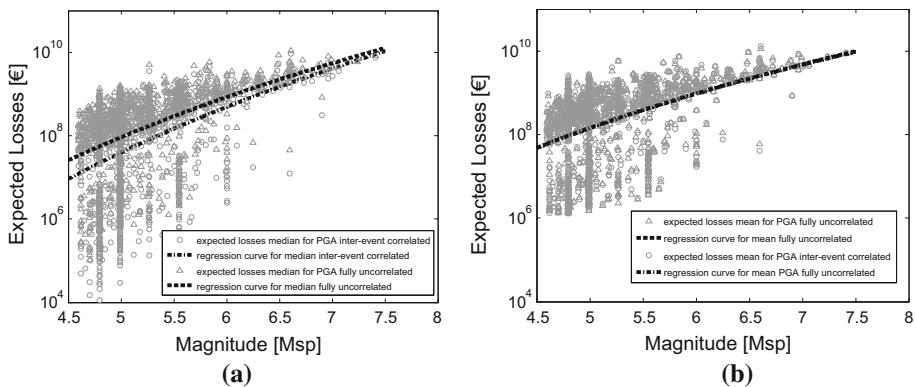 (a)
Expected Losses [€]
10^10
10^8
10^6
10^4
4.5 5 5.5 6 6.5 7 7.5 8
Magnitude [Msp]
expected losses median for PGA inter-event correlated
regression curve for median inter-event correlated
expected losses median for PGA fully uncorrelated
regression curve for median fully uncorrelated
(a)
(b)
Expected Losses [€]
10^10
10^8
10^6
10^4
4.5 5 5.5 6 6.5 7 7.5 8
Magnitude [Msp]
expected losses mean for PGA fully uncorrelated
regression curve for mean fully uncorrelated
expected losses mean for PGA inter-event correlated
regression curve for mean PGA fully uncorrelated
(b)